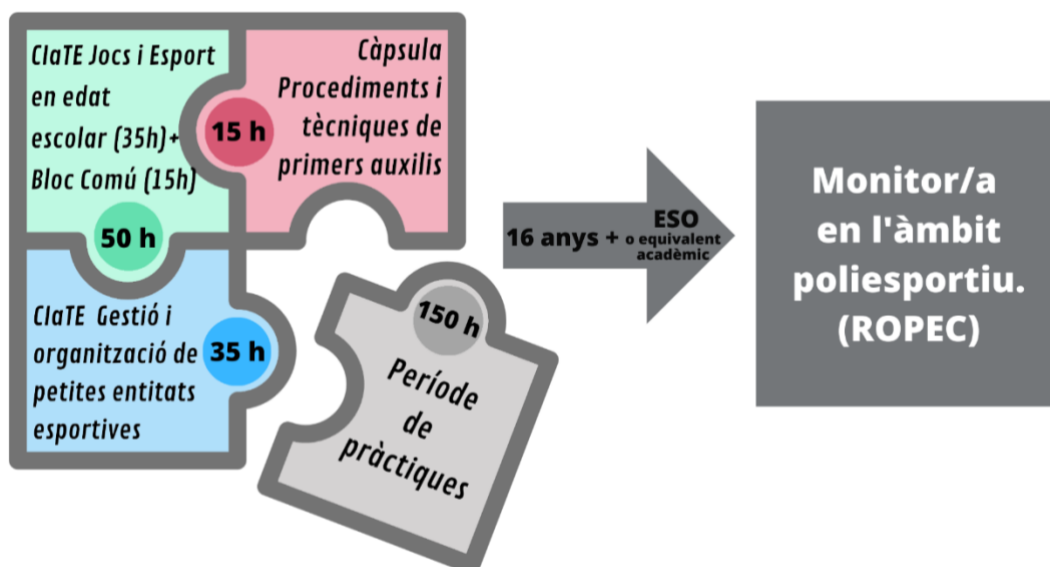 CIaTE Jocs i Esport
en edat
escolar (35h)+
Bloc Comú (15h)
50 h
Càpsula
Procediments i
tècniques de
primers auxilis
15 h
CIaTE Gestió i
organització de
petites entitats
esportives
35 h
150 h
Període
de
pràctiques
16 anys +
ESO
o equivalent
acadèmic
Monitor/a
en l'àmbit
poliesportiu.
(ROPEC)